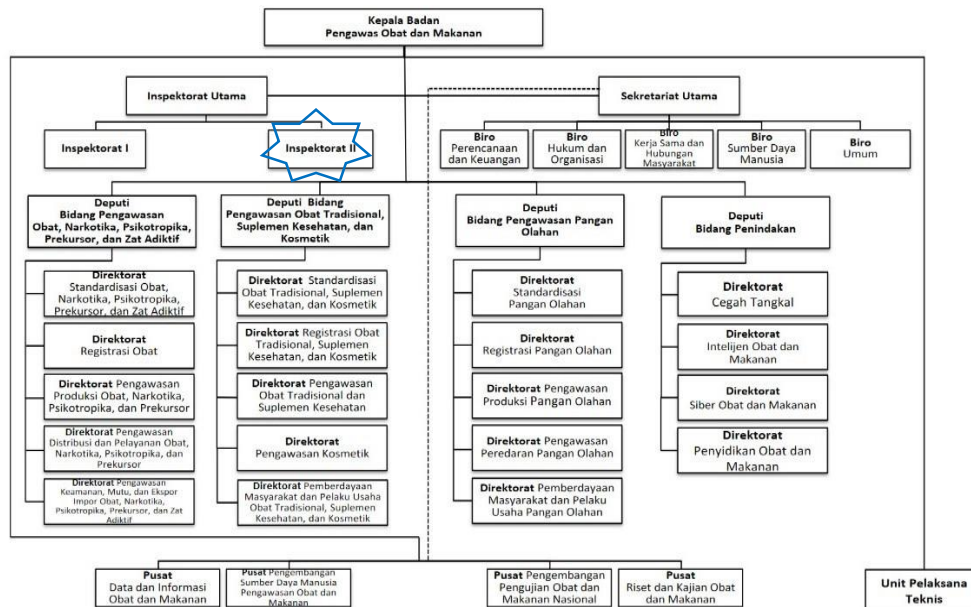 Kepala Badan
Pengawas Obat dan Makanan
Inspektorat Utama
Sekretariat Utama
Inspektorat I
Inspektorat II
Biro
Perencanaan
dan Keuangan
Biro
Hukum dan
Organisasi
Biro
Kerja Sama dan
Hubungan
Masyarakat
Biro
Sumber Daya
Manusia
Biro
Umum
Deputi
Bidang Pengawasan
Obat, Narkotika, Psikotropika,
Prekursor, dan Zat Adiktif
Deputi Bidang
Pengawasan Obat Tradisional,
Suplemen Kesehatan, dan
Kosmetik
Deputi
Bidang Pengawasan Pangan
Olahan
Deputi
Bidang Penindakan
Direktorat
Standardisasi Obat,
Narkotika, Psikotropika,
Prekursor, dan Zat Adiktif
Direktorat
Registrasi Obat
Direktorat Pengawasan
Produksi Obat, Narkotika,
Psikotropika, dan Prekursor
Direktorat Pengawasan
Distribusi dan Pelayanan Obat,
Narkotika, Psikotropika, dan
Prekursor
Direktorat Pengawasan
Keamanan, Mutu, dan Ekspor
Impor Obat, Narkotika,
Psikotropika, Prekursor, dan Zat
Adiktif
Direktorat Standardisasi
Obat Tradisional, Suplemen
Kesehatan, dan Kosmetik
Direktorat Registrasi Obat
Tradisional, Suplemen
Kesehatan, dan Kosmetik
Direktorat Pengawasan
Obat Tradisional dan
Suplemen Kesehatan
Direktorat
Pengawasan Kosmetik
Direktorat Pemberdayaan
Masyarakat dan Pelaku Usaha
Obat Tradisional, Suplemen
Kesehatan, dan Kosmetik
Direktorat
Standardisasi
Pangan Olahan
Direktorat
Registrasi Pangan Olahan
Direktorat Pengawasan
Produksi Pangan Olahan
Direktorat Pengawasan
Peredaran Pangan Olahan
Direktorat Pemberdayaan
Masyarakat dan Pelaku
Usaha Pangan Olahan
Direktorat
Cegah Tangkal
Direktorat
Intelijen Obat dan
Makanan
Direktorat
Siber Obat dan Makanan
Direktorat
Penyidikan Obat dan
Makanan
Pusat
Data dan Informasi
Obat dan Makanan
Pusat Pengembangan
Sumber Daya Manusia
Pengawasan Obat dan
Makanan
Pusat Pengembangan
Pengujian Obat dan
Makanan Nasional
Pusat
Riset dan Kajian Obat
dan Makanan
Unit Pelaksana
Teknis